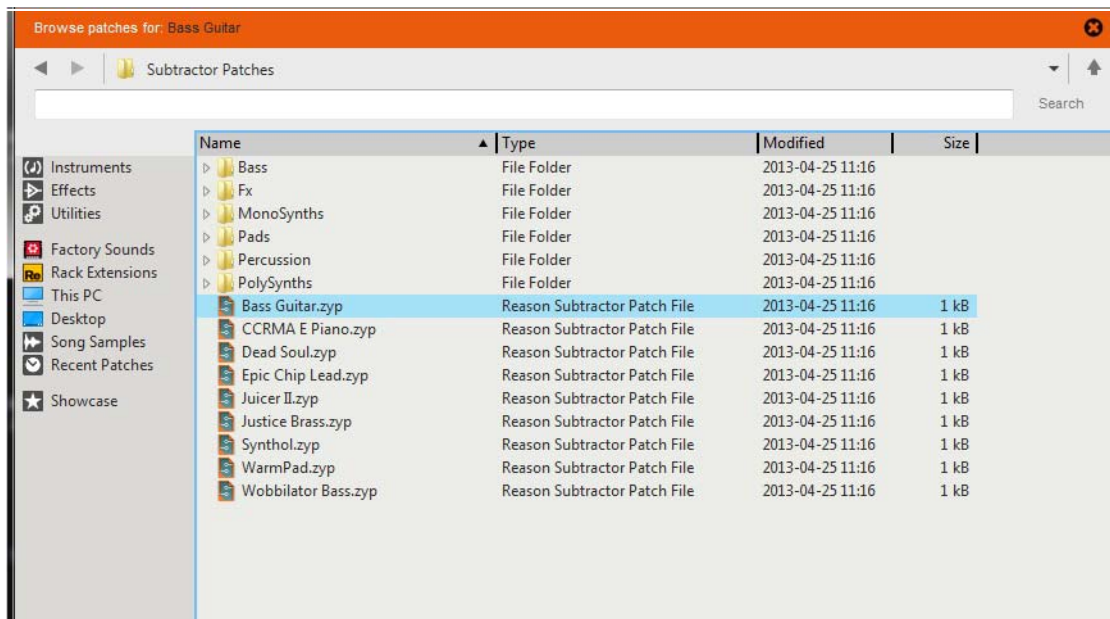 Browse patches for: Bass Guitar
Subtractor Patches
Search
Name Type Modified Size
Instruments
Effects
Utilities
Factory Sounds
Re Rack Extensions
This PC
Desktop
Song Samples
Recent Patches
Showcase
Bass File Folder 2013-04-25 11:16
Fx File Folder 2013-04-25 11:16
MonoSynths File Folder 2013-04-25 11:16
Pads File Folder 2013-04-25 11:16
Percussion File Folder 2013-04-25 11:16
PolySynths File Folder 2013-04-25 11:16
Bass Guitar.zyp Reason Subtractor Patch File 2013-04-25 11:16 1 kB
CCRMA E Piano.zyp Reason Subtractor Patch File 2013-04-25 11:16 1 kB
Dead Soul.zyp Reason Subtractor Patch File 2013-04-25 11:16 1 kB
Epic Chip Lead.zyp Reason Subtractor Patch File 2013-04-25 11:16 1 kB
Juicer II.zyp Reason Subtractor Patch File 2013-04-25 11:16 1 kB
Justice Brass.zyp Reason Subtractor Patch File 2013-04-25 11:16 1 kB
Synthol.zyp Reason Subtractor Patch File 2013-04-25 11:16 1 kB
WarmPad.zyp Reason Subtractor Patch File 2013-04-25 11:16 1 kB
Wobbilator Bass.zyp Reason Subtractor Patch File 2013-04-25 11:16 1 kB